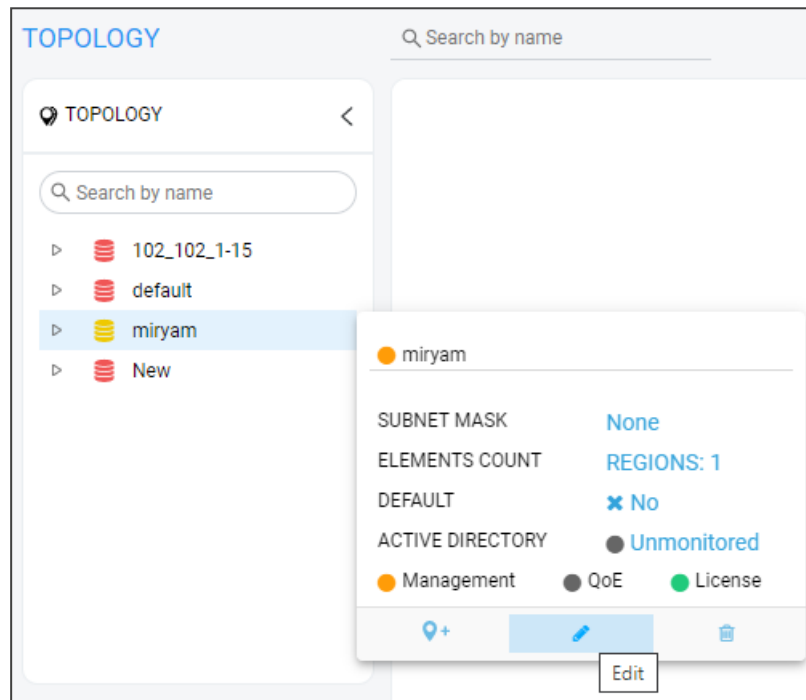 TOPOLOGY
Search by name
TOPOLOGY
Search by name
102_102_1-15
default
miryam
New
miryam
SUBNET MASK None
ELEMENTS COUNT REGIONS: 1
DEFAULT No
ACTIVE DIRECTORY Unmonitored
Management QoE License
Edit